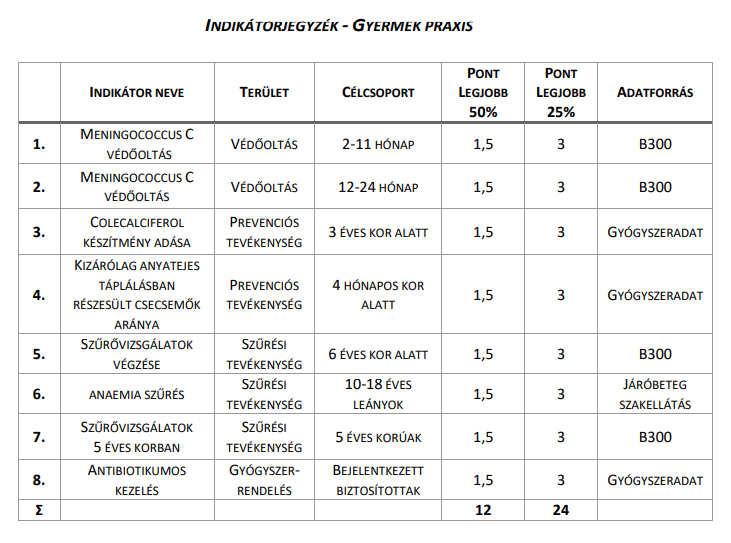 INDIKÁTORJEGYZÉK - GYERMEK PRAXIS
INDIKÁTOR NEVE TERÜLET CÉLCSOPORT PONT LEGJOBB 50% PONT LEGJOBB 25% ADATFORRÁS
1. MENINGOCOCCUS C VÉDŐOLTÁS VÉDŐOLTÁS 2-11 HÓNAP 1,5 3 B300
2. MENINGOCOCCUS C VÉDŐOLTÁS VÉDŐOLTÁS 12-24 HÓNAP 1,5 3 B300
3. COLECALCIFEROL KÉSZÍTMÉNY ADÁSA PREVENCIÓS TEVÉKENYSÉG 3 ÉVES KOR ALATT 1,5 3 GYÓGYSZERADAT
4. KIZÁRÓLAG ANYATEJES TÁPLÁLÁSBAN RÉSZESÜLT CSECSEMŐK ARÁNYA PREVENCIÓS TEVÉKENYSÉG 4 HÓNAPOS KOR ALATT 1,5 3 GYÓGYSZERADAT
5. SZŰRŐVIZSGÁLATOK VÉGZÉSE SZŰRÉSI TEVÉKENYSÉG 6 ÉVES KOR ALATT 1,5 3 B300
6. ANAEMIA SZŰRÉS SZŰRÉSI TEVÉKENYSÉG 10-18 ÉVES LEÁNYOK 1,5 3 JÁRÓBETEG SZAKELLÁTÁS
7. SZŰRŐVIZSGÁLATOK 5 ÉVES KORBAN SZŰRÉSI TEVÉKENYSÉG 5 ÉVES KORÚAK 1,5 3 B300
8. ANTIBIOTIKUMOS KEZELÉS GYÓGYSZER-RENDELÉS BEJELENTKEZETT BIZTOSÍTOTTAK 1,5 3 GYÓGYSZERADAT
Σ 12 24